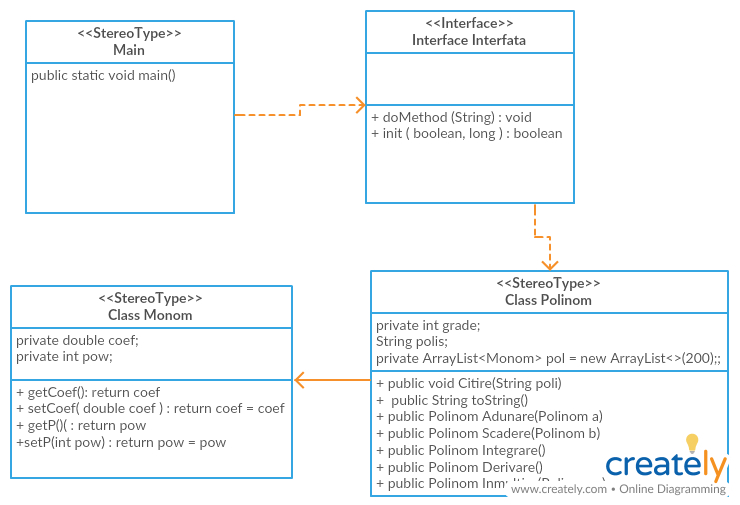 <<StereoType>>
Main
public static void main()
<<Interface>>
Interface Interfata
+ doMethod (String) : void
+ init ( boolean, long ) : boolean
<<StereoType>>
Class Monom
private double coef;
private int pow;
+ getCoef(): return coef
+ setCoef( double coef ) : return coef = coef
+ getP()( : return pow
+setP(int pow) : return pow = pow
<<StereoType>>
Class Polinom
private int grade;
String polis;
private ArrayList<Monom> pol = new ArrayList<>(200);;
+ public void Citire(String poli)
+ public String toString()
+ public Polinom Adunare(Polinom a)
+ public Polinom Scadere(Polinom b)
+ public Polinom Integrare()
+ public Polinom Derivare()
+ public Polinom
creately
www.creately.com • Online Diagramming